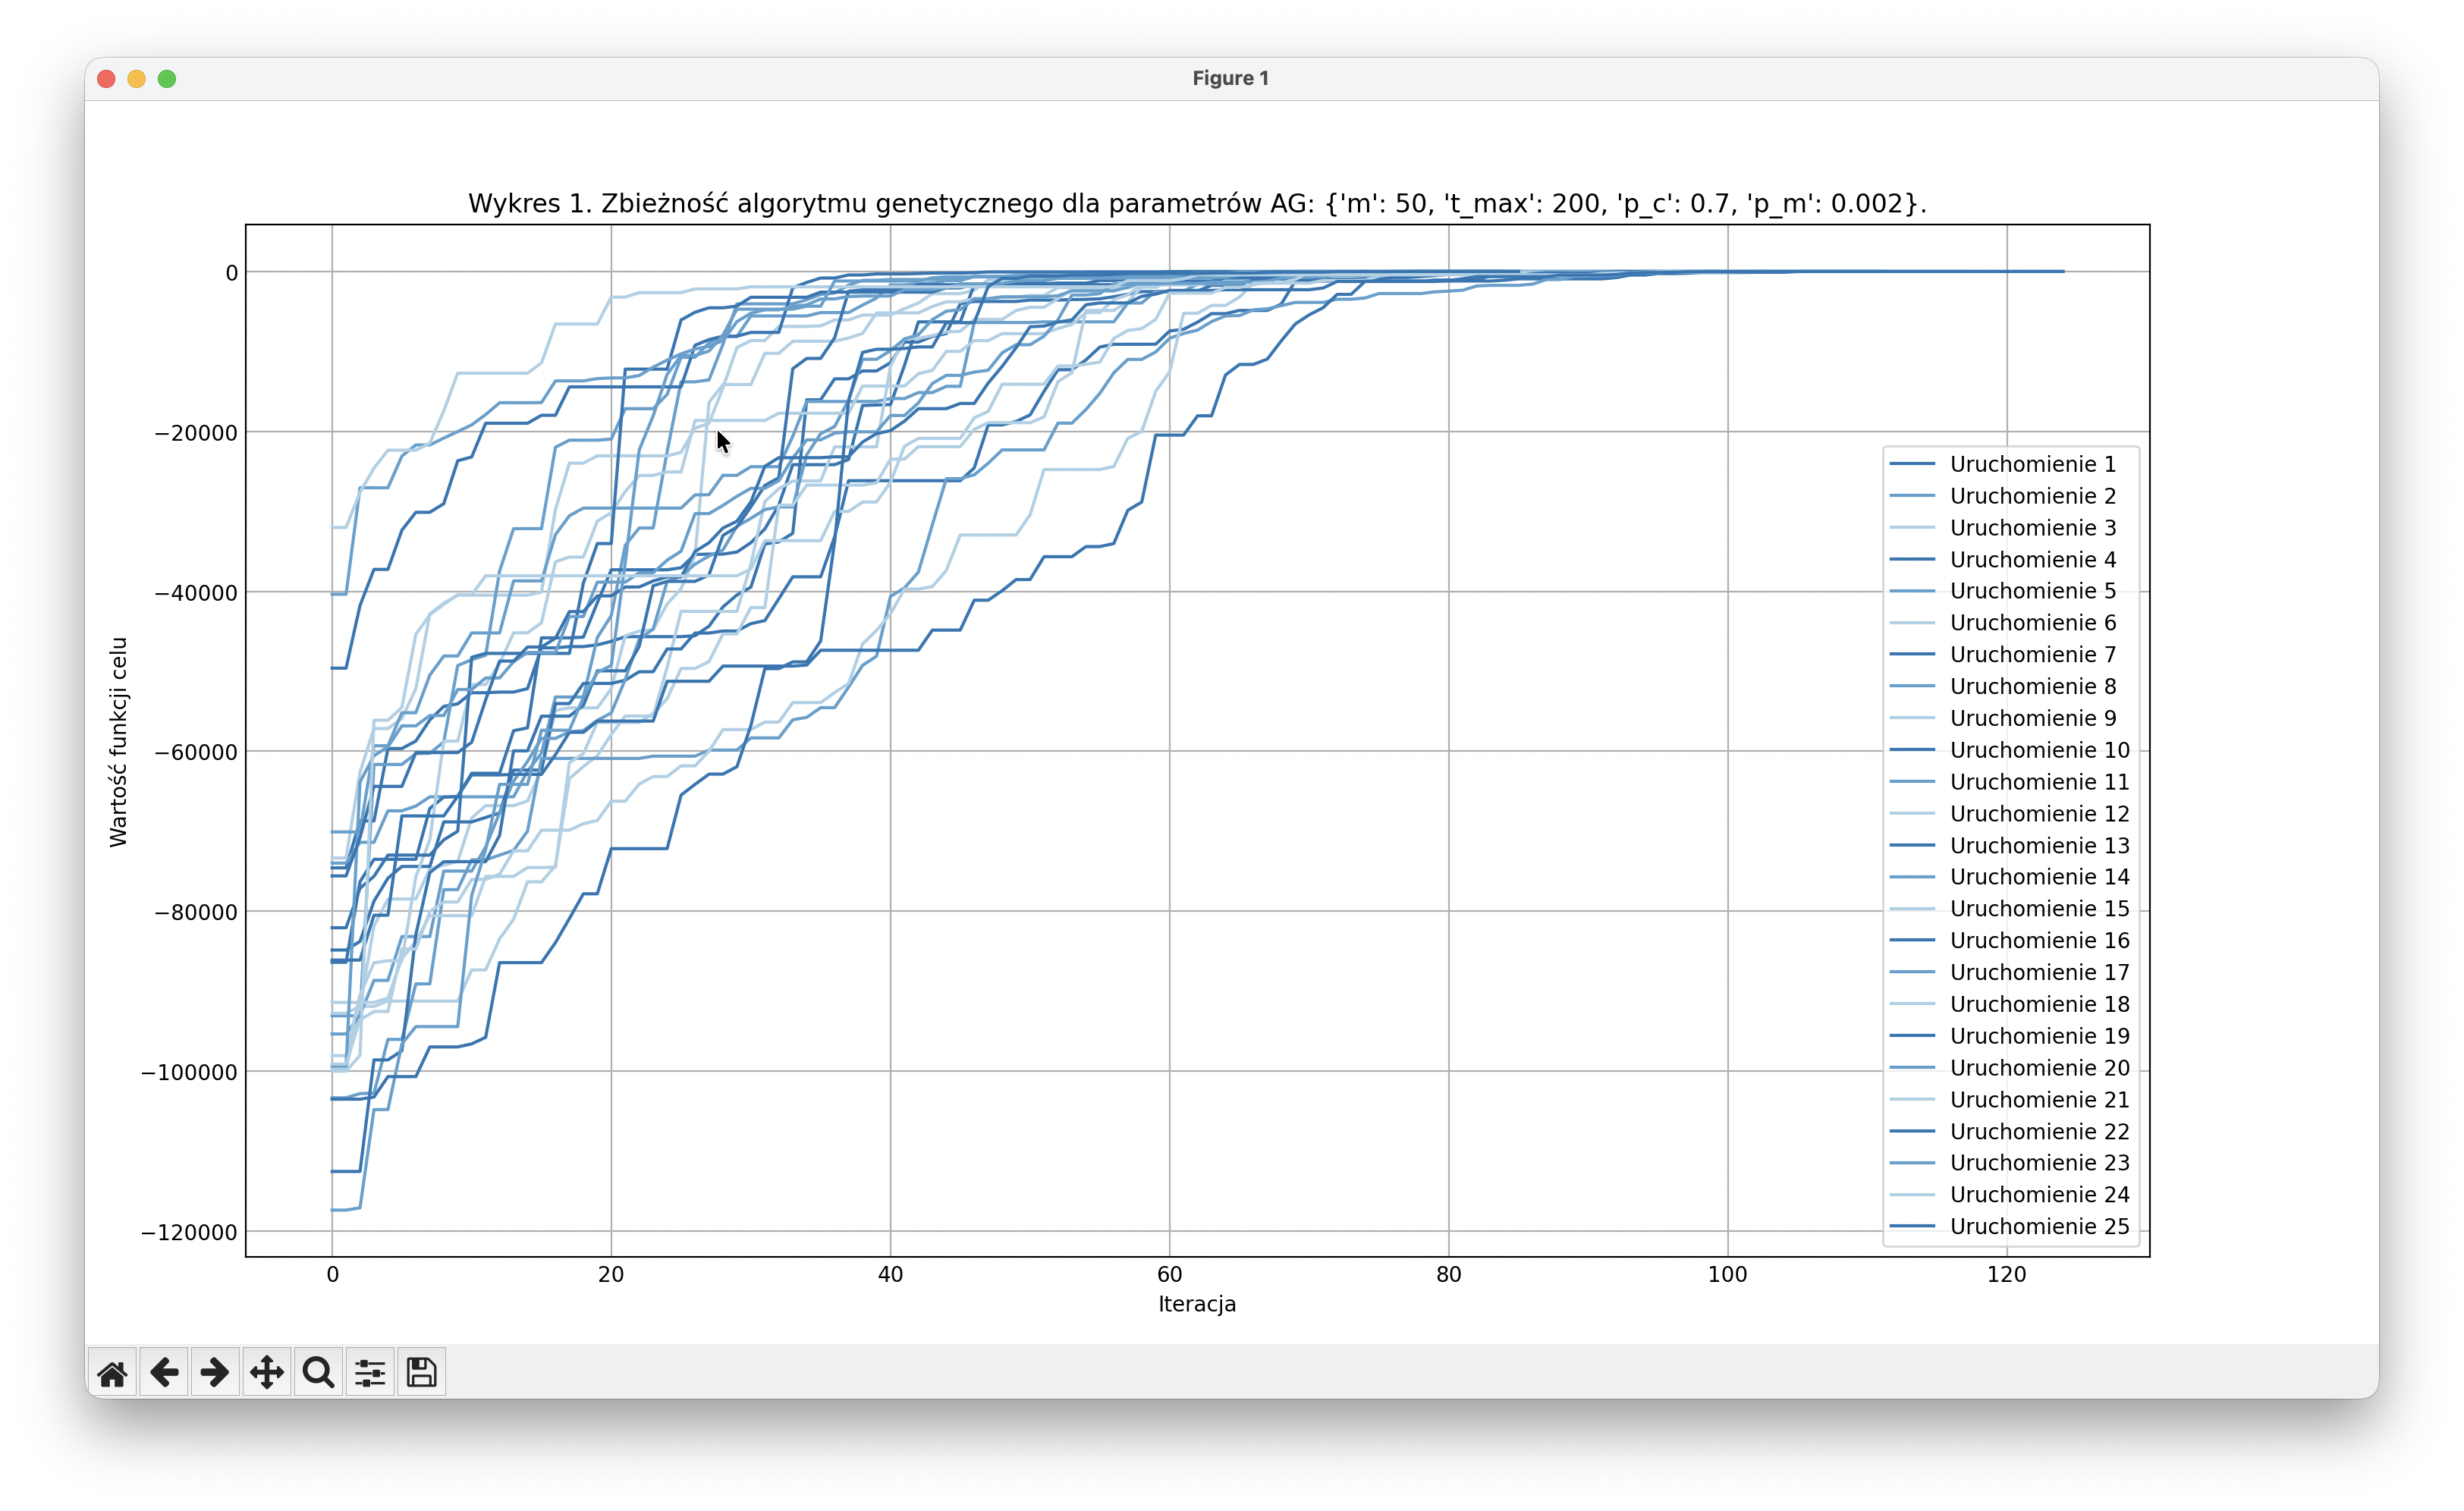 Figure 1
Wykres 1. Zbieżność algorytmu genetycznego dla parametrów AG: {'m': 50, 't_max': 200, 'p_c': 0.7, 'p_m': 0.002}.
Wartość funkcji celu
0
−20000
−40000
−60000
−80000
−100000
−120000
0 20 40 60 80 100 120
Iteracja
Uruchomienie 1
Uruchomienie 2
Uruchomienie 3
Uruchomienie 4
Uruchomienie 5
Uruchomienie 6
Uruchomienie 7
Uruchomienie 8
Uruchomienie 9
Uruchomienie 10
Uruchomienie 11
Uruchomienie 12
Uruchomienie 13
Uruchomienie 14
Uruchomienie 15
Uruchomienie 16
Uruchomienie 17
Uruchomienie 18
Uruchomienie 19
Uruchomienie 20
Uruchomienie 21
Uruchomienie 22
Uruchomienie 23
Uruchomienie 24
Uruchomienie 25